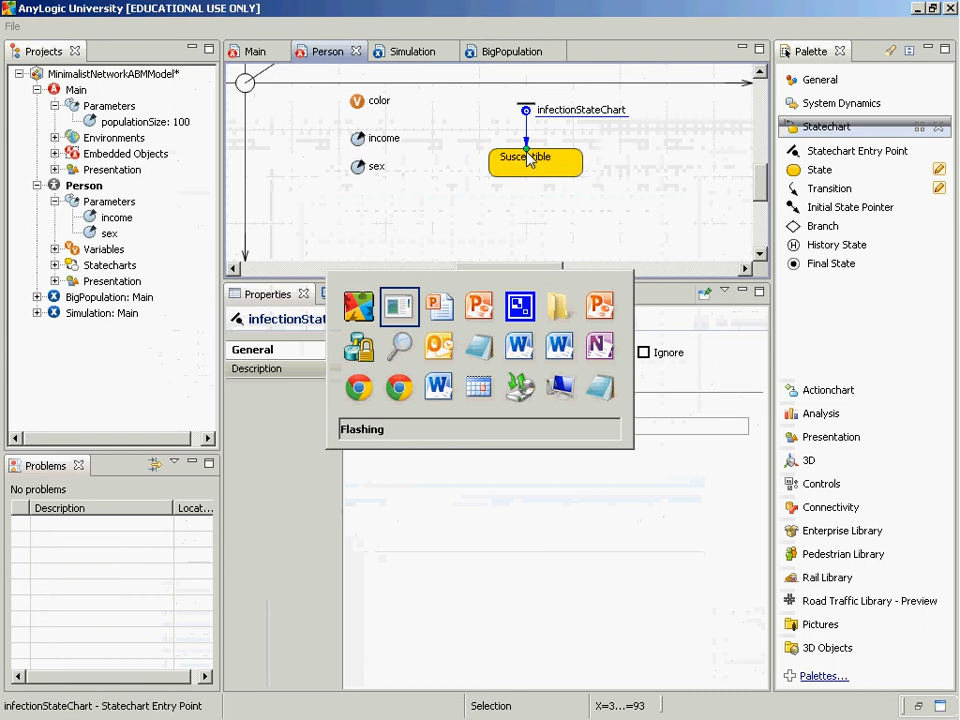 AnyLogic University [EDUCATIONAL USE ONLY]
File
Projects
MinimalistNetworkABMModel*
Main
Parameters
populationSize: 100
Environments
Embedded Objects
Presentation
Person
Parameters
income
sex
Variables
Statecharts
Presentation
BigPopulation: Main
Simulation: Main
Problems
No problems
Description Locat...
Main Person Simulation BigPopulation
color
income
sex
infectionStateChart
Susceptible
Properties
infectionStat
General
Description
Ignore
Flashing
Palette
General
System Dynamics
Statechart
Statechart Entry Point
State
Transition
Initial State Pointer
Branch
History State
Final State
Actionchart
Analysis
Presentation
3D
Controls
Connectivity
Enterprise Library
Pedestrian Library
Rail Library
Road Traffic Library - Preview
Pictures
3D Objects
Palettes...
infectionStateChart - Statechart Entry Point Selection X=3...=93